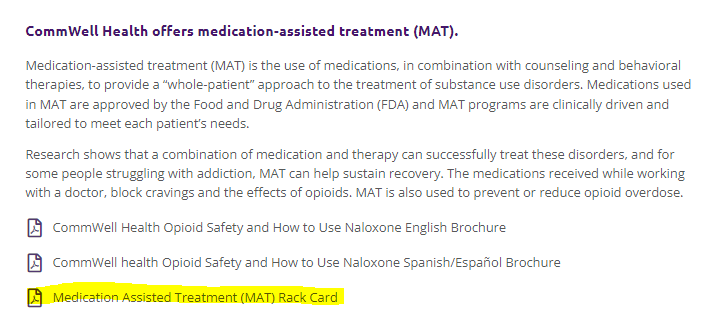 CommWell Health offers medication-assisted treatment (MAT).
Medication-assisted treatment (MAT) is the use of medications, in combination with counseling and behavioral
therapies, to provide a “whole-patient” approach to the treatment of substance use disorders. Medications used
in MAT are approved by the Food and Drug Administration (FDA) and MAT programs are clinically driven and
tailored to meet each patient’s needs.
Research shows that a combination of medication and therapy can successfully treat these disorders, and for
some people struggling with addiction, MAT can help sustain recovery. The medications received while working
with a doctor, block cravings and the effects of opioids. MAT is also used to prevent or reduce opioid overdose.
CommWell Health Opioid Safety and How to Use Naloxone English Brochure
CommWell health Opioid Safety and How to Use Naloxone Spanish/Español Brochure
Medication Assisted Treatment (MAT) Rack Card